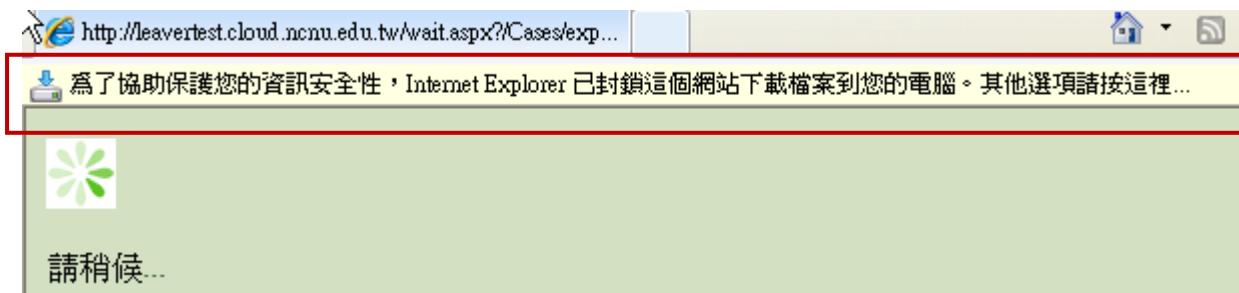 http://leavertest.cloud.ncnu.edu.tw/wait.aspx?/Cases/exp...
為了協助保護您的資訊安全性，Internet Explorer 已封鎖這個網站下載檔案到您的電腦。其他選項請按這裡...
請稍候...